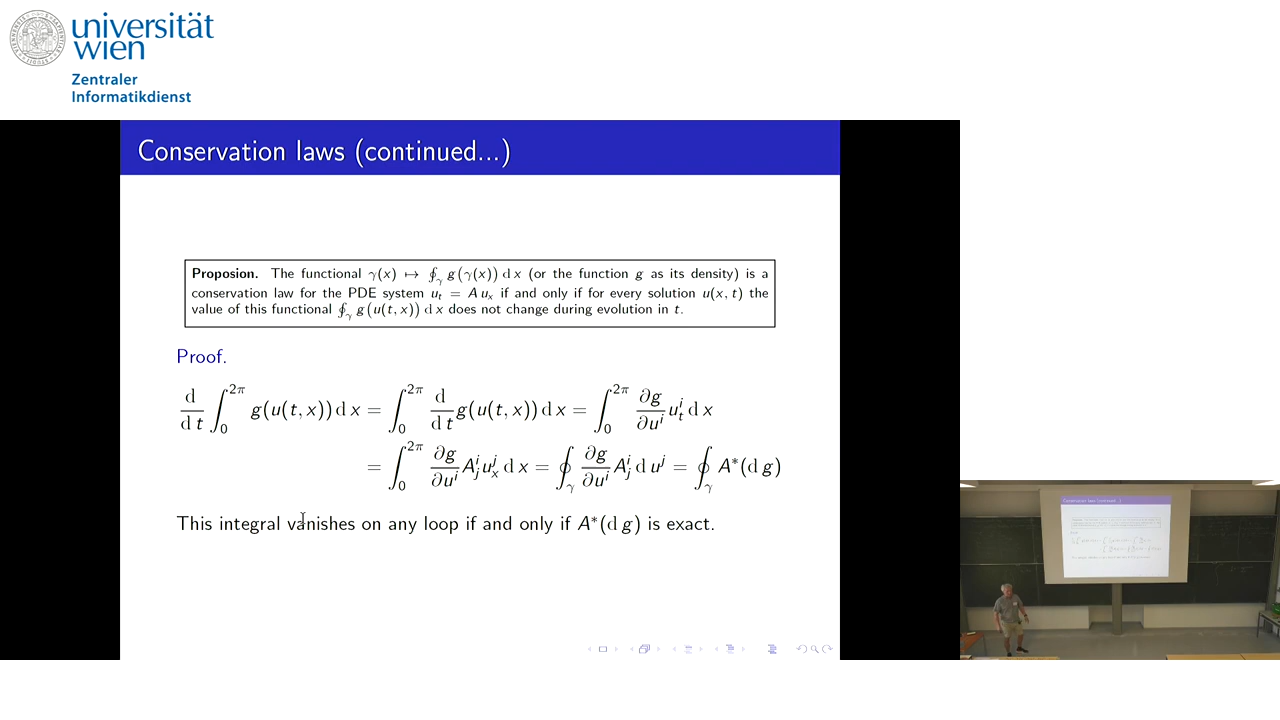 universität
wien
Zentraler
Informatikdienst
Conservation laws (continued...)
Proposion. The functional γ(x) ↦ ∮_γ g(γ(x)) d x (or the function g as its density) is a
conservation law for the PDE system u_t = A u_x if and only if for every solution u(x, t) the
value of this functional ∮_γ g(u(t, x)) d x does not change during evolution in t.
Proof.
d/dt ∫_0^{2π} g(u(t, x)) d x = ∫_0^{2π} d/dt g(u(t, x)) d x = ∫_0^{2π} ∂g/∂u^i u^i_t d x
= ∫_0^{2π} ∂g/∂u^i A^i_j u^j_x d x = ∮_γ ∂g/∂u^i A^i_j d u^j = ∮_γ A*(d g)
This integral vanishes on any loop if and only if A*(d g) is exact.
Conservation laws (continued...)